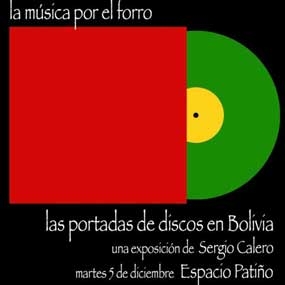 la música por el forro
las portadas de discos en Bolivia
una exposición de Sergio Calero
martes 5 de diciembre Espacio Patiño